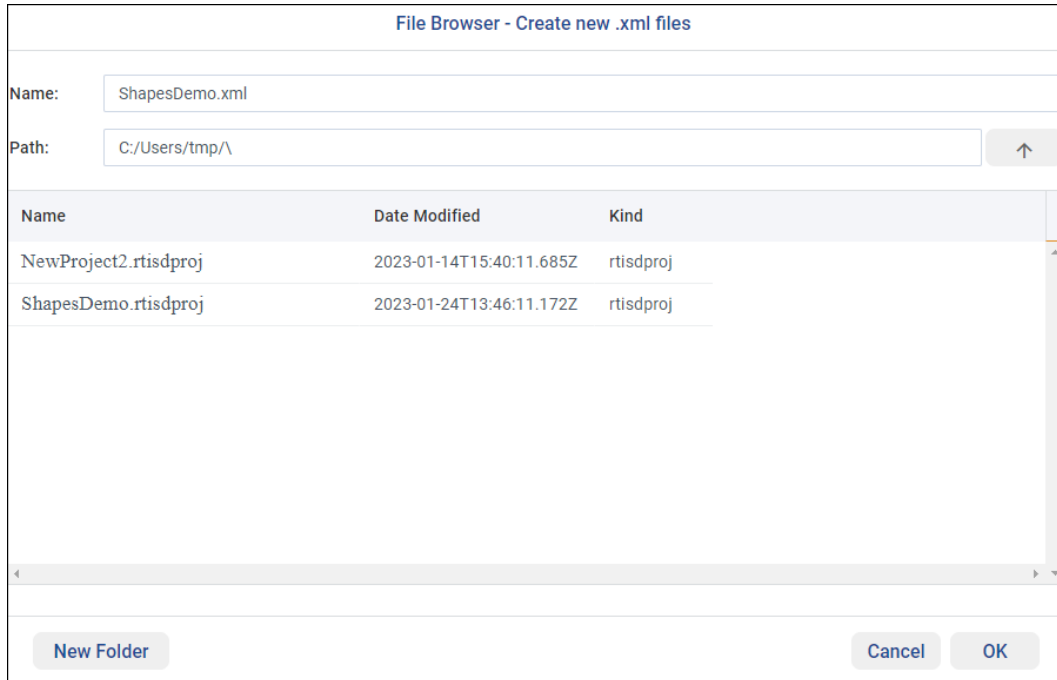 File Browser - Create new .xml files
Name: ShapesDemo.xml
Path: C:/Users/tmp/\
Name Date Modified Kind
NewProject2.rtisdproj 2023-01-14T15:40:11.685Z rtisdproj
ShapesDemo.rtisdproj 2023-01-24T13:46:11.172Z rtisdproj
New Folder Cancel OK